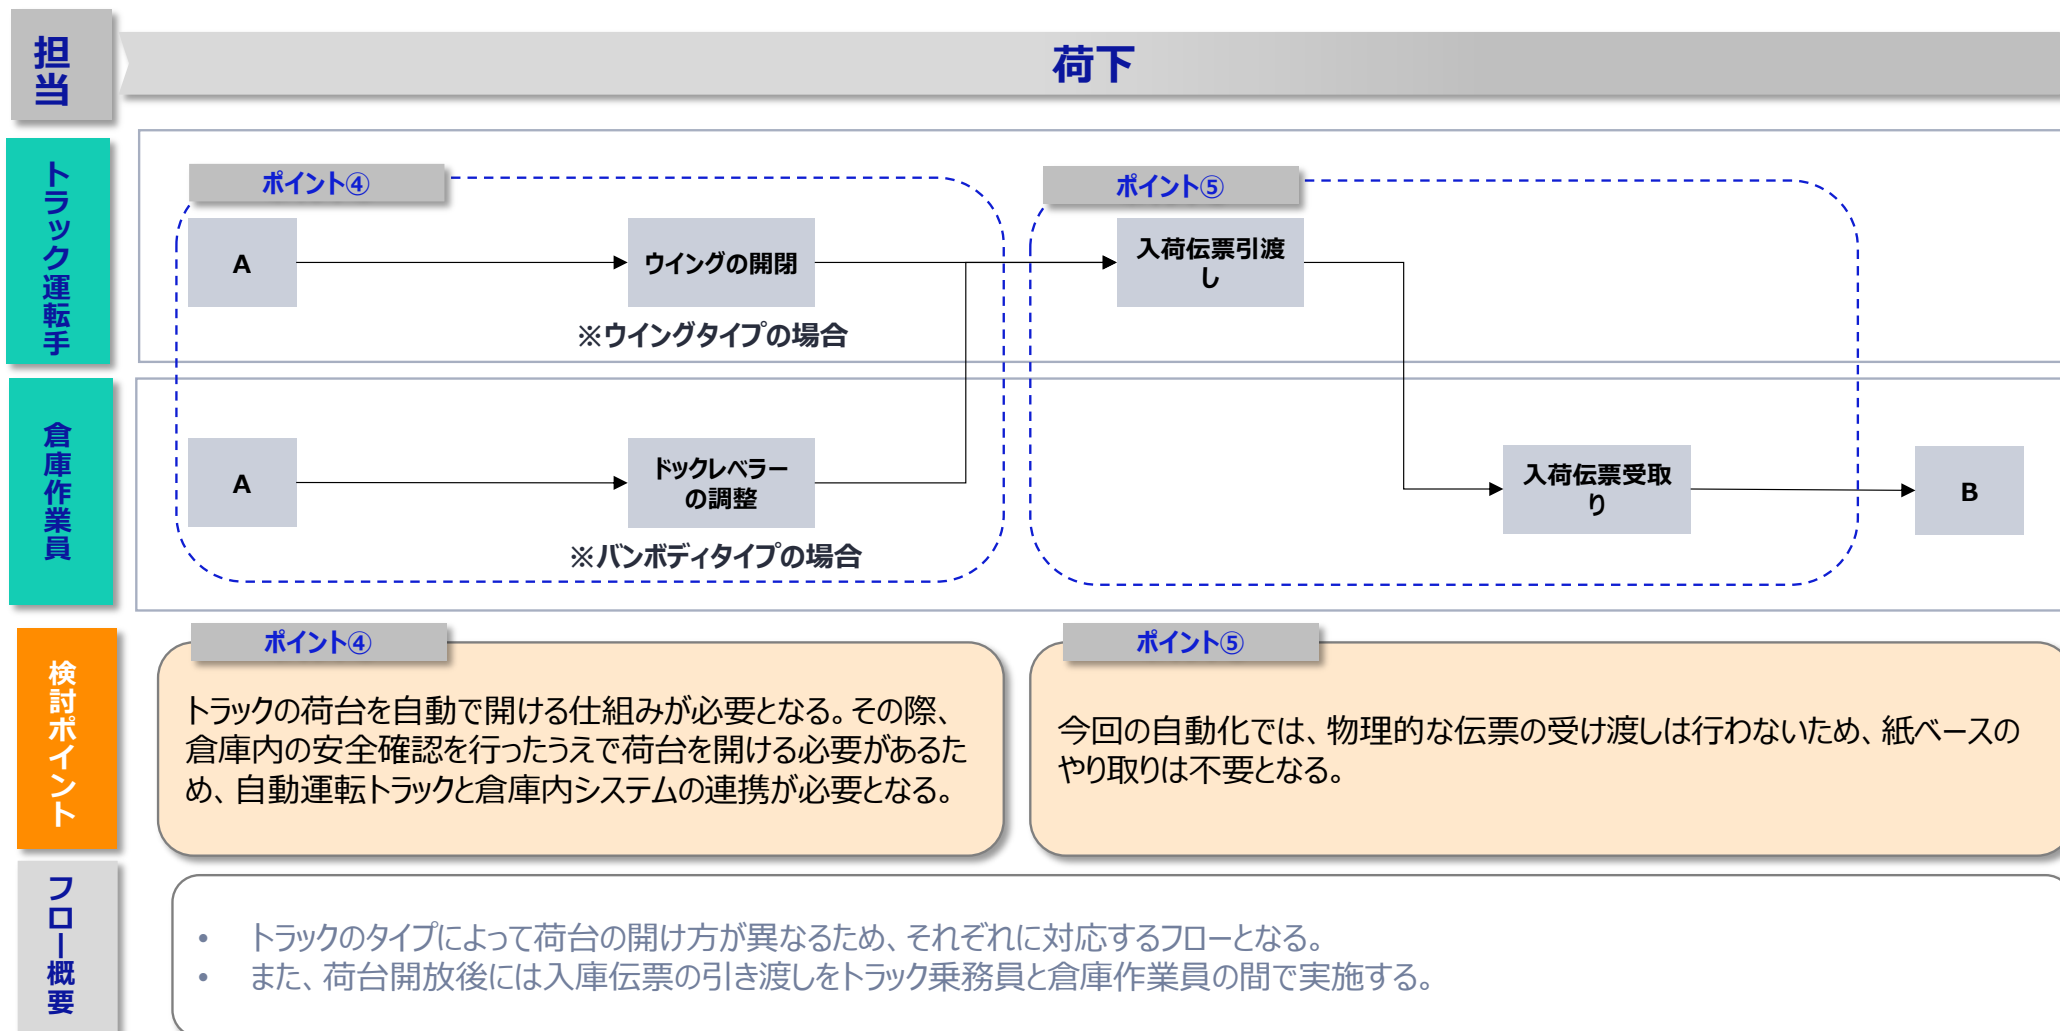 担当
荷下
トラック運転手
ポイント④
ポイント⑤
A
ウイングの開閉
入荷伝票引渡
し
※ウイングタイプの場合
倉庫作業員
A
ドックレベラー
の調整
入荷伝票受取
り
B
※バンボディタイプの場合
検討ポイント
ポイント④
トラックの荷台を自動で開ける仕組みが必要となる。その際、
倉庫内の安全確認を行ったうえで荷台を開ける必要があるた
め、自動運転トラックと倉庫内システムの連携が必要となる。
ポイント⑤
今回の自動化では、物理的な伝票の受け渡しは行わないため、紙ベースの
やり取りは不要となる。
フロー概要
• トラックのタイプによって荷台の開け方が異なるため、それぞれに対応するフローとなる。
• また、荷台開放後には入庫伝票の引き渡しをトラック乗務員と倉庫作業員の間で実施する。